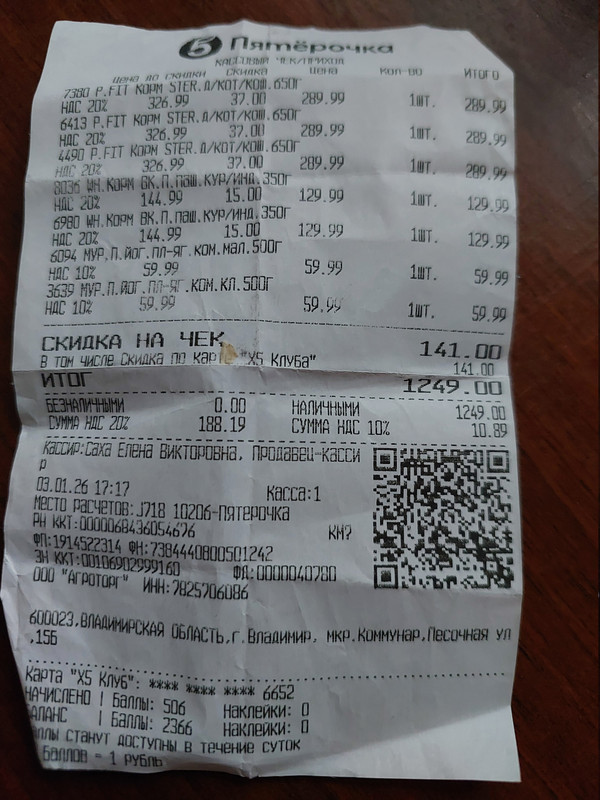 5 Пятёрочка
КАССОВЫЙ ЧЕК/ПРИХОД
ЦЕНА ДО СКИДКИ СКИДКА ЦЕНА КОЛ-ВО ИТОГО
7380 P.FIT КОРМ STER.Д/КОТ/КОШ.650Г
НДС 20% 326.99 37.00 289.99 1ШТ. 289.99
6413 P.FIT КОРМ STER.Д/КОТ/КОШ.650Г
НДС 20% 326.99 37.00 289.99 1ШТ. 289.99
4490 P.FIT КОРМ STER.Д/КОТ/КОШ.650Г
НДС 20% 326.99 37.00 289.99 1ШТ. 289.99
8036 WH.КОРМ ВК.П.ПАШ.КУР/ИНД.350Г
НДС 20% 144.99 15.00 129.99 1ШТ. 129.99
6980 WH.КОРМ ВК.П.ПАШ.КУР/ИНД.350Г
НДС 20% 144.99 15.00 129.99 1ШТ. 129.99
6094 МУР.П.ЙОГ.ПЛ-ЯГ.КОМ.МАЛ.500Г
НДС 10% 59.99 59.99 1ШТ. 59.99
3639 МУР.П.ЙОГ.ПЛ-ЯГ.КОМ.КЛ.500Г
НДС 10% 59.99 59.99 1ШТ. 59.99
СКИДКА НА ЧЕК 141.00
В ТОМ ЧИСЛЕ СКИДКА ПО КАРТЕ "X5 КЛУБА" 141.00
ИТОГ 1249.00
БЕЗНАЛИЧНЫМИ 0.00 НАЛИЧНЫМИ 1249.00
СУММА НДС 20% 188.19 СУММА НДС 10% 10.89
КАССИР:Саха Елена Викторовна, ПРОДАВЕЦ-КАССИ
Р
03.01.26 17:17 Касса:1
МЕСТО РАСЧЕТОВ:J718 10206-ПЯТЕРОЧКА
РН ККТ:0000068436054676 КМ?
ФП:1914522314 ФН:7384440800501242
ЗН ККТ:00106902999160 ФД:0000040780
ООО "АГРОТОРГ" ИНН:7825706086
600023,ВЛАДИМИРСКАЯ ОБЛАСТЬ,г.Владимир, мкр.Коммунар,Песочная ул
,15Б
Карта "X5 Клуб": **** **** **** 6652
НАЧИСЛЕНО | Баллы: 506 Наклейки: 0
БАЛАНС | Баллы: 2366 Наклейки: 0
БАЛЛЫ СТАНУТ ДОСТУПНЫ В ТЕЧЕНИЕ СУТОК
БАЛЛОВ = 1 РУБЛЬ